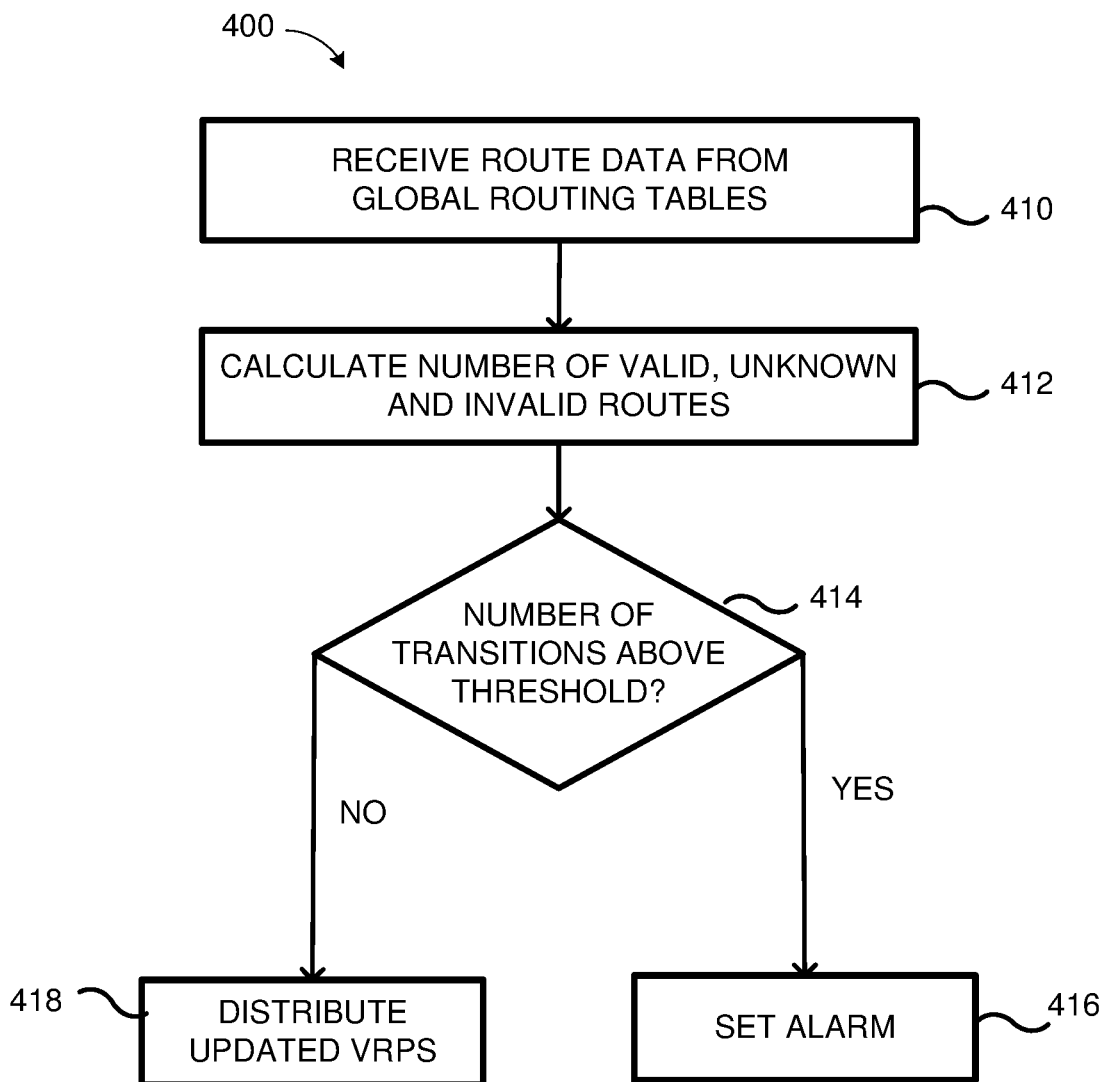 400
RECEIVE ROUTE DATA FROM
GLOBAL ROUTING TABLES
410
CALCULATE NUMBER OF VALID, UNKNOWN
AND INVALID ROUTES
412
NUMBER OF
TRANSITIONS ABOVE
THRESHOLD?
414
NO
YES
418
DISTRIBUTE
UPDATED VRPS
SET ALARM
416